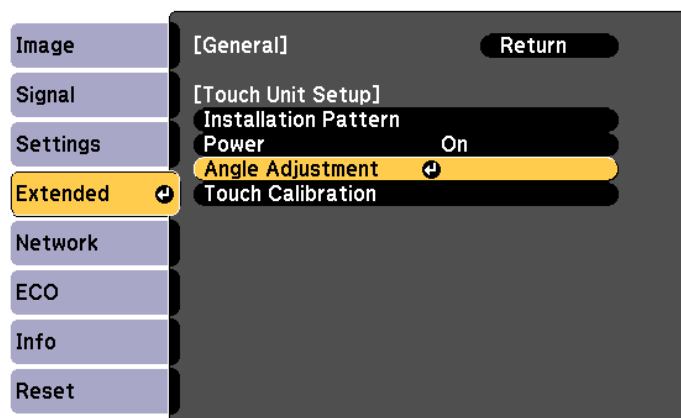 Image
Signal
Settings
Extended
Network
ECO
Info
Reset
[General] Return
[Touch Unit Setup]
Installation Pattern
Power On
Angle Adjustment
Touch Calibration